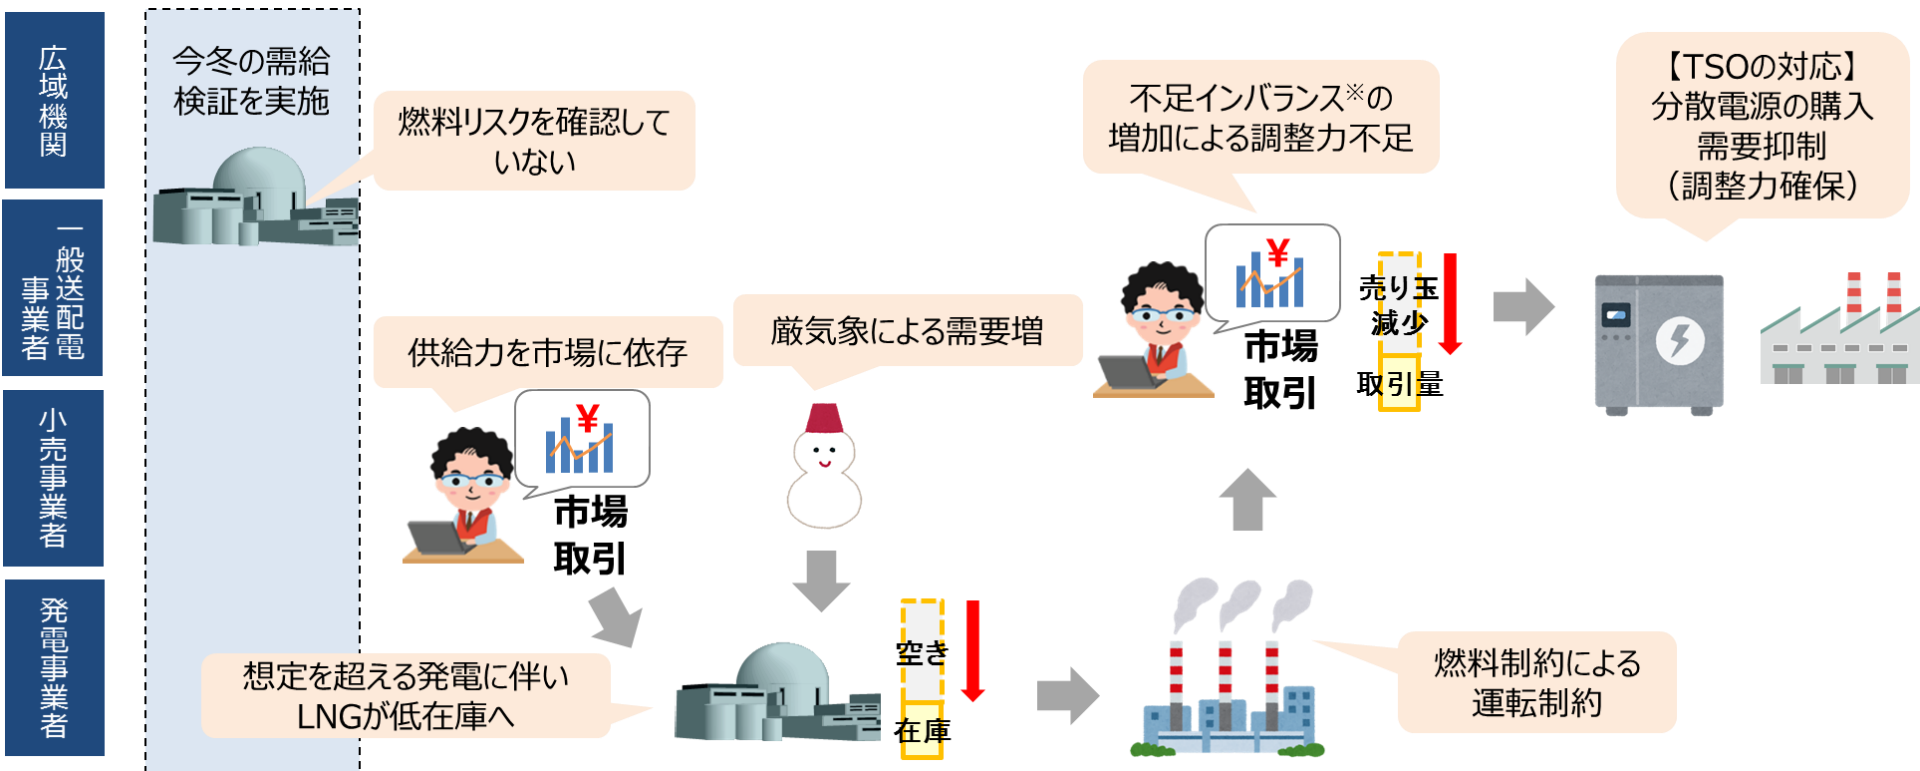 広域機関
一般送配電
事業者
小売事業者
発電事業者
今冬の需給
検証を実施
燃料リスクを確認して
いない
供給力を市場に依存
¥
市場
取引
厳気象による需要増
想定を超える発電に伴い
LNGが低在庫へ
空き
在庫
燃料制約による
運転制約
不足インバランス※の
増加による調整力不足
¥
市場
取引
売り玉
減少
取引量
【TSOの対応】
分散電源の購入
需要抑制
（調整力確保）